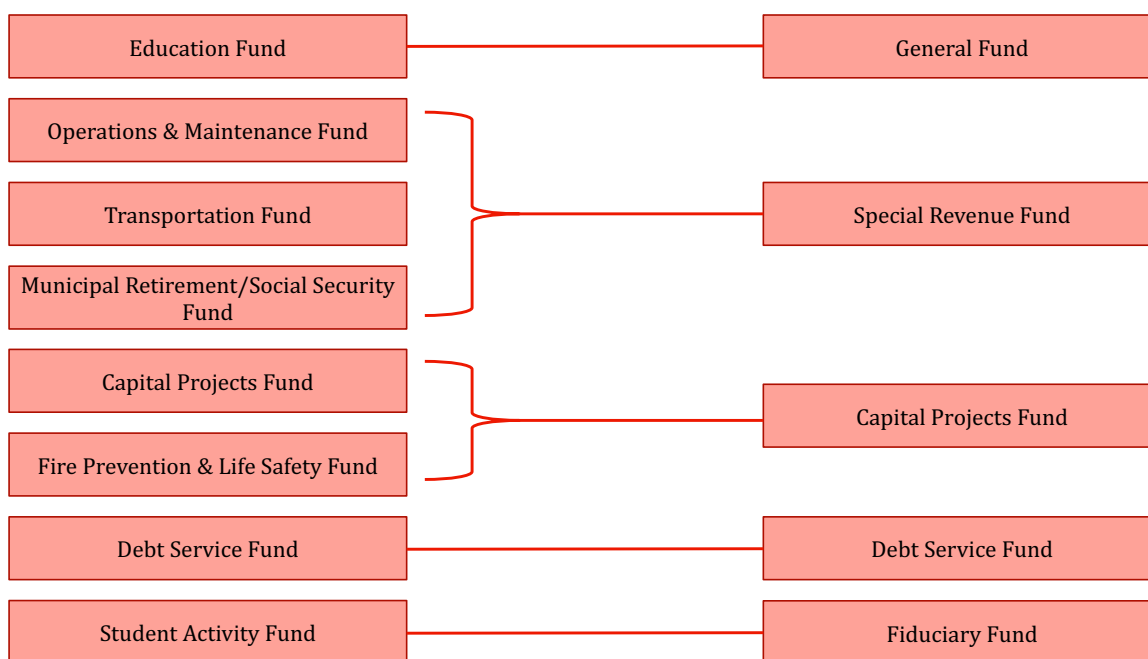 Education Fund
General Fund
Operations & Maintenance Fund
Transportation Fund
Special Revenue Fund
Municipal Retirement/Social Security
Fund
Capital Projects Fund
Capital Projects Fund
Fire Prevention & Life Safety Fund
Debt Service Fund
Debt Service Fund
Student Activity Fund
Fiduciary Fund